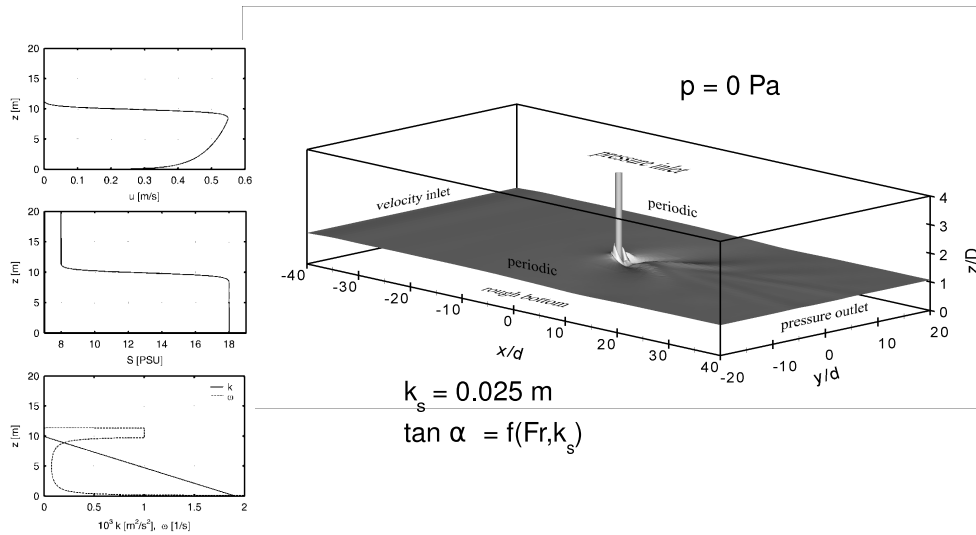 20
15
10
5
0
z [m]
0 0.1 0.2 0.3 0.4 0.5 0.6
u [m/s]
20
15
10
5
0
z [m]
8 10 12 14 16 18
S [PSU]
20
15
10
5
0
z [m]
k
ω
0 0.5 1 1.5 2
10³ k [m²/s²], ω [1/s]
p = 0 Pa
pressure inlet
velocity inlet
periodic
periodic
rough bottom
pressure outlet
-40 -30 -20 -10 0 10 20 30 40
x/d
-20 -10 0 10 20
y/d
4
3
2
1
0
z/D
kₛ = 0.025 m
tan α = f(Fr,kₛ)